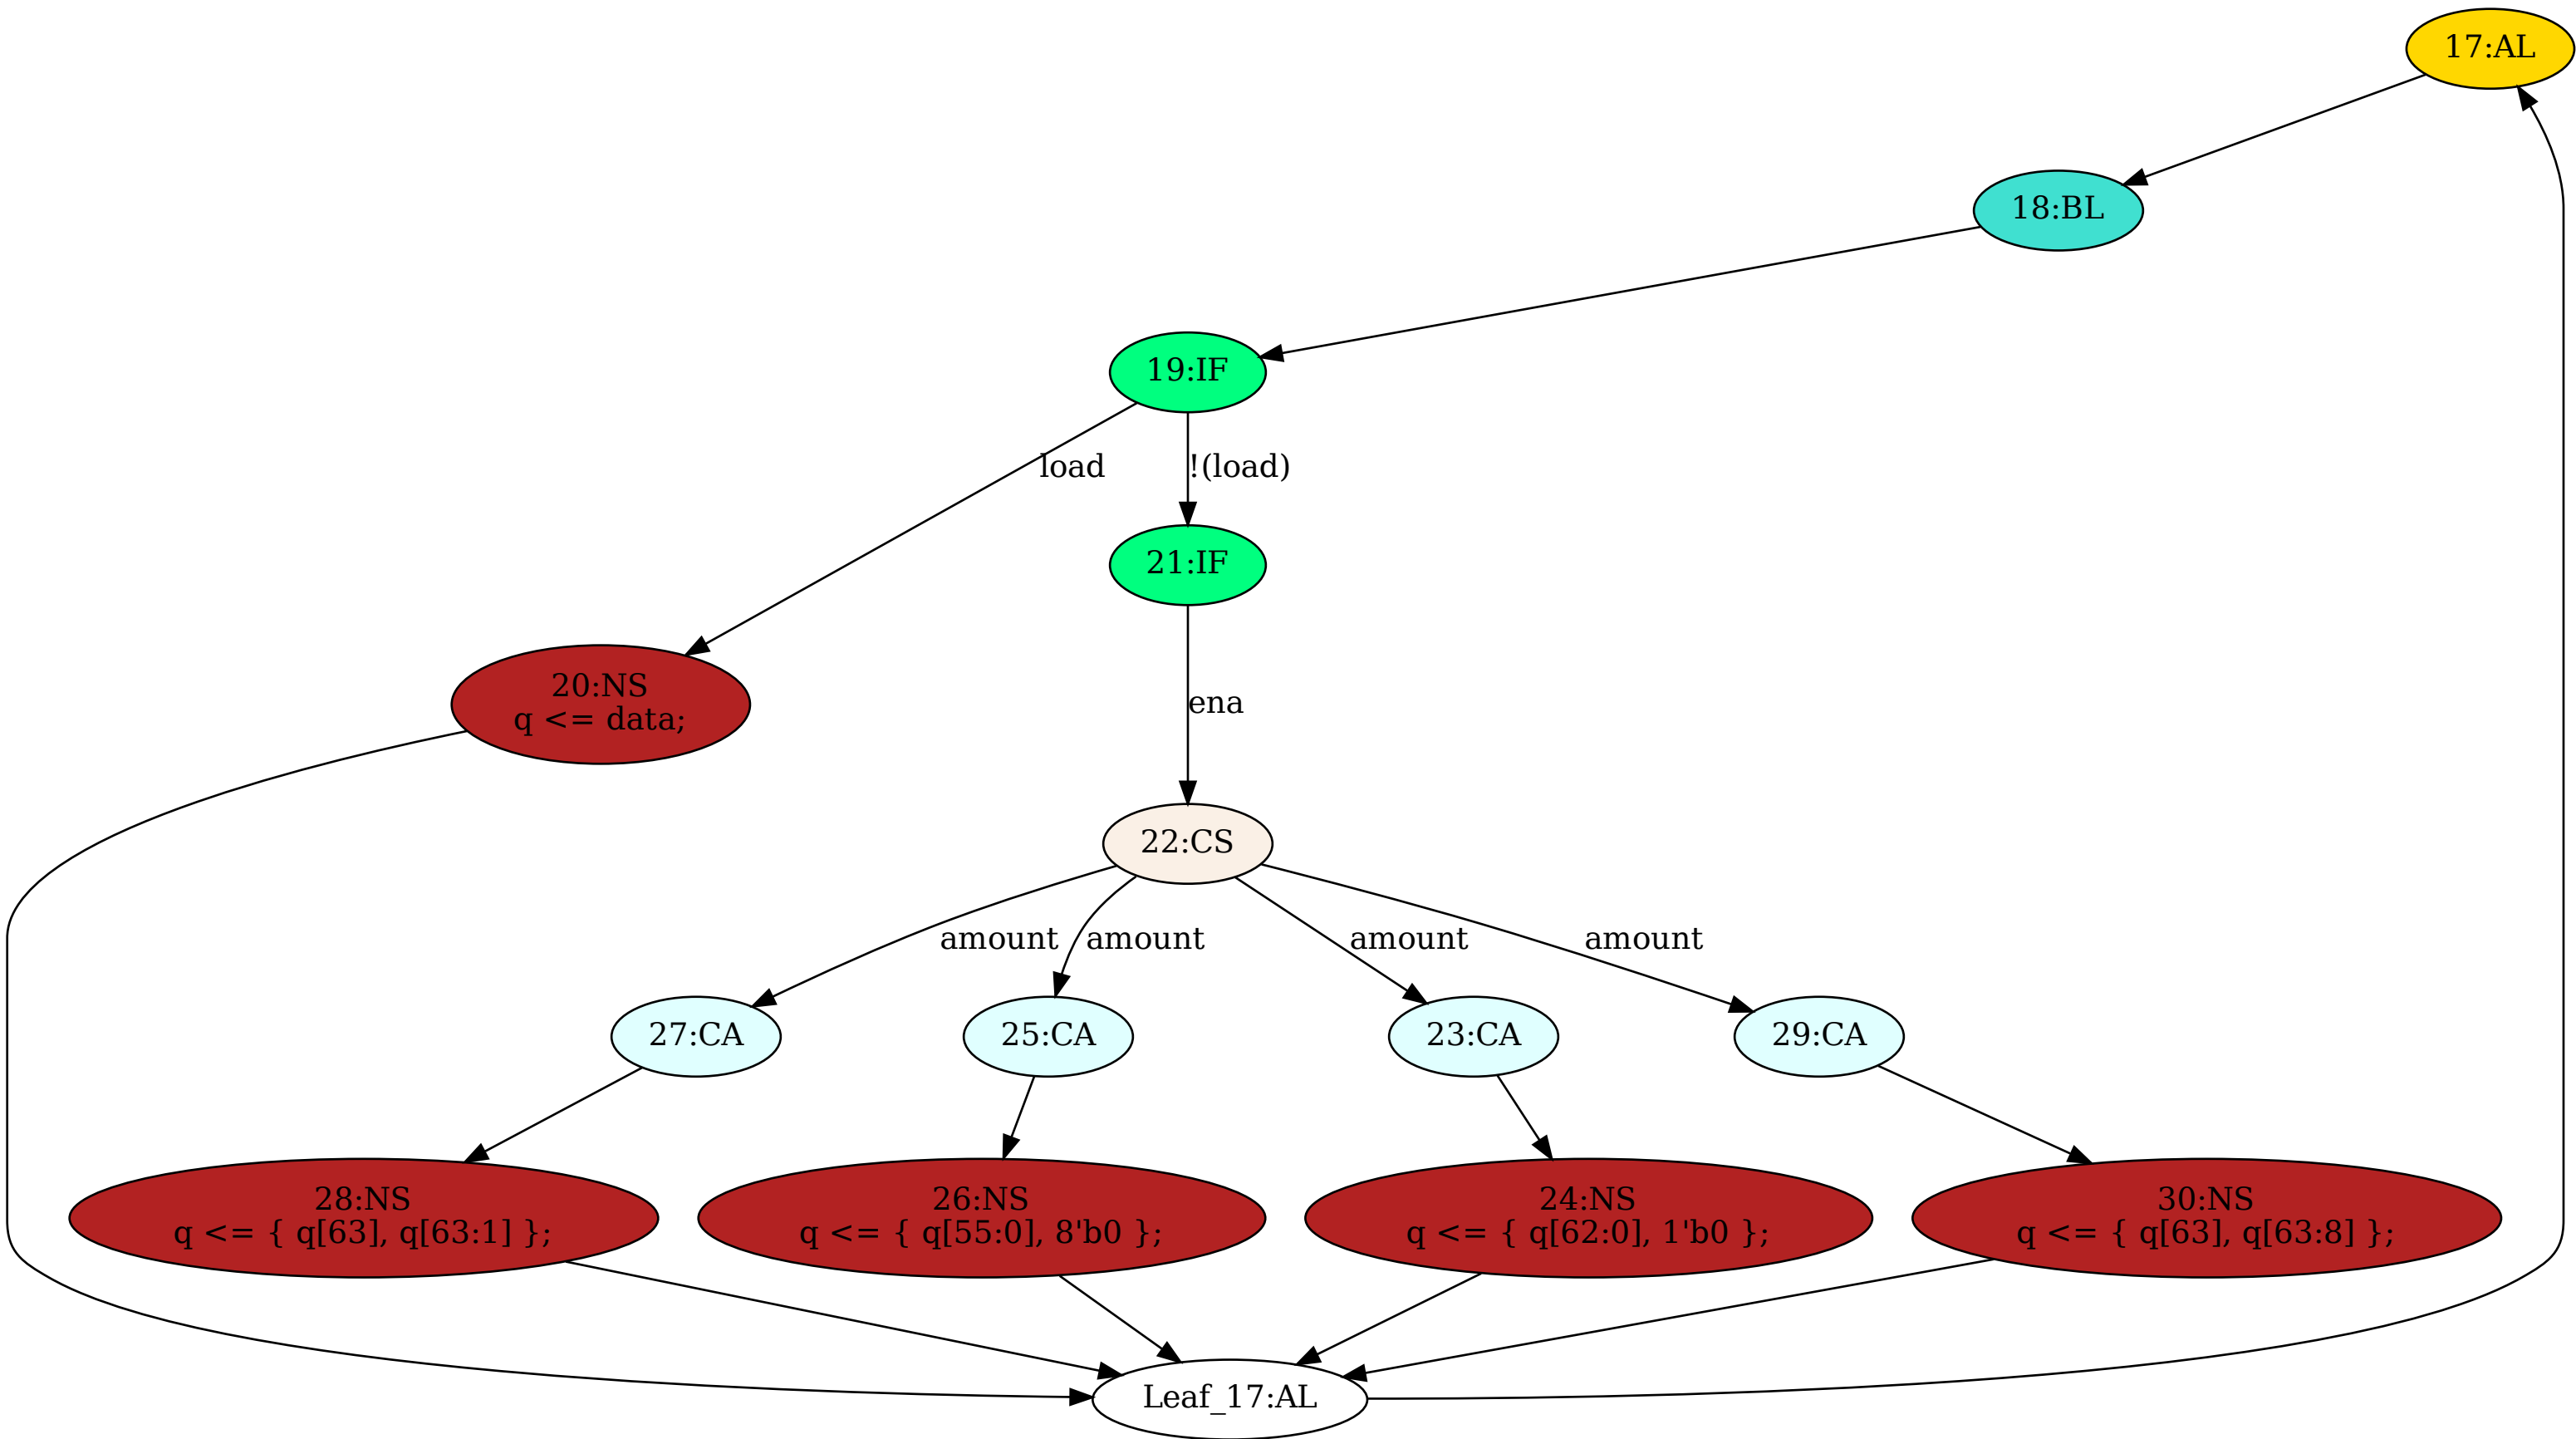 17:AL
18:BL
19:IF
load
!(load)
21:IF
20:NS
q <= data;
ena
22:CS
amount
amount
amount
amount
27:CA
25:CA
23:CA
29:CA
28:NS
q <= { q[63], q[63:1] };
26:NS
q <= { q[55:0], 8'b0 };
24:NS
q <= { q[62:0], 1'b0 };
30:NS
q <= { q[63], q[63:8] };
Leaf_17:AL